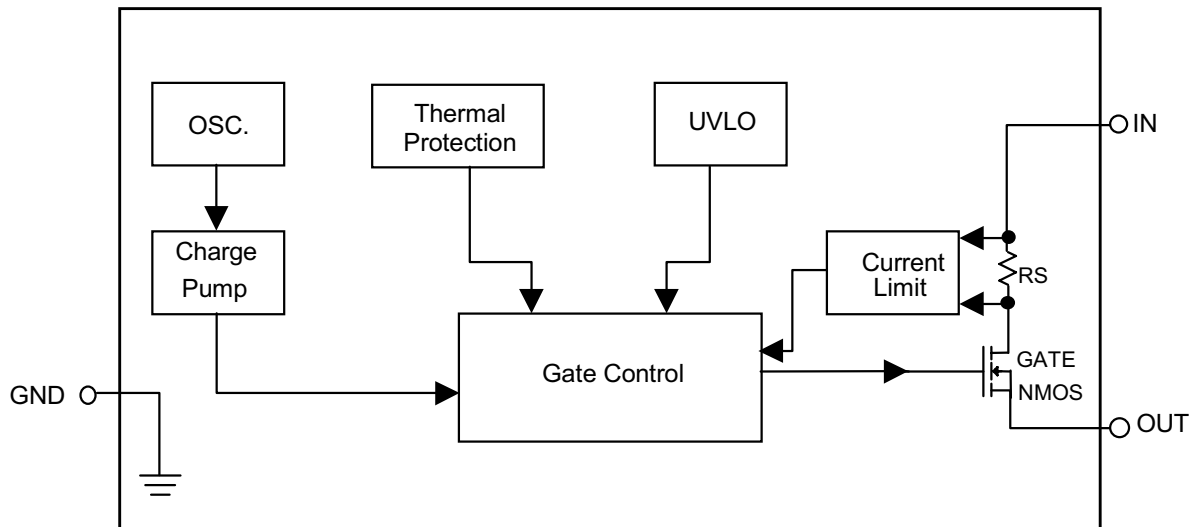 OSC.
Thermal
Protection
UVLO
IN
Charge
Pump
Current
Limit
RS
Gate Control
GATE
NMOS
GND
OUT